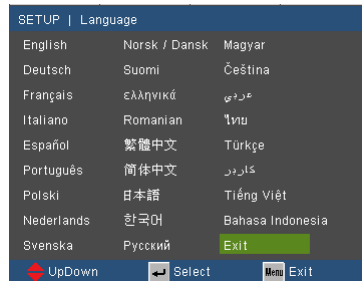 SETUP | Language
English Norsk / Dansk Magyar
Deutsch Suomi Čeština
Français ελληνικά عربي
Italiano Romanian ไทย
Español 繁體中文 Türkçe
Português 简体中文 کاربر
Polski 日本語 Tiếng Việt
Nederlands 한국어 Bahasa Indonesia
Svenska Русский Exit
UpDown Select Menu Exit